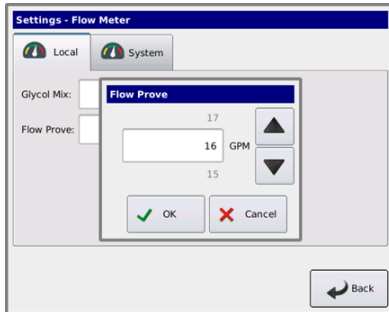 Settings - Flow Meter
Local
System
Glycol Mix:
Flow Prove
Flow Prove:
17
16 GPM
15
OK
Cancel
Back